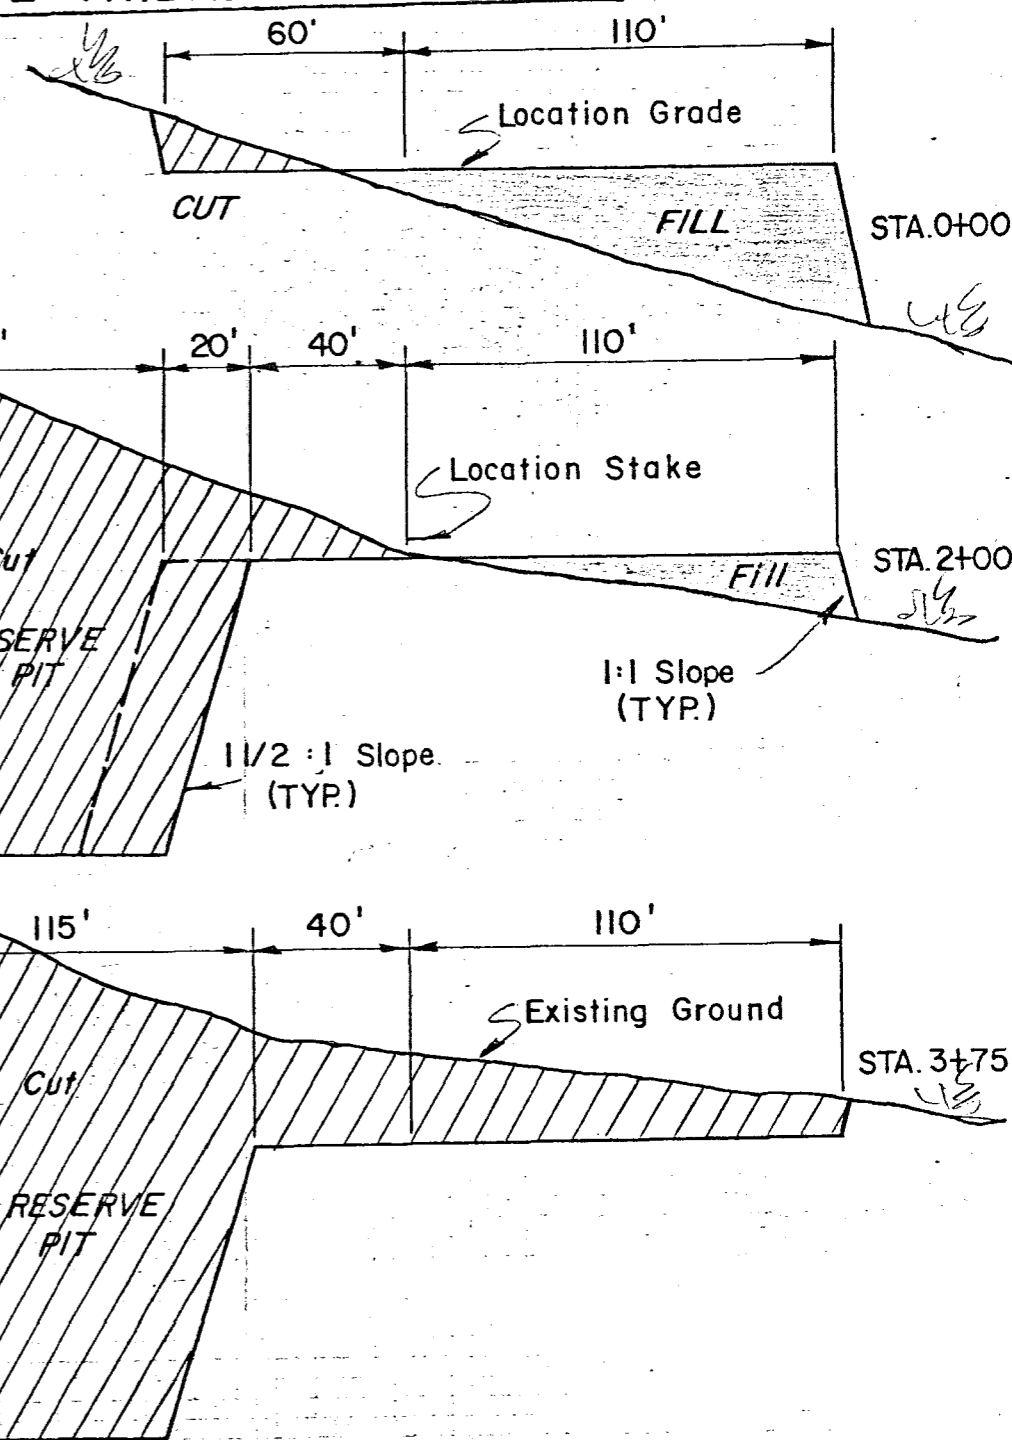 60' 110'
Location Grade
CUT
FILL
STA. 0+00
20' 40' 110'
Location Stake
Cut
Fill
STA. 2+00
SERVE
PIT
1:1 Slope
(TYP.)
1 1/2 : 1 Slope
(TYP.)
115' 40' 110'
Existing Ground
STA. 3+75
Cut
RESERVE
PIT